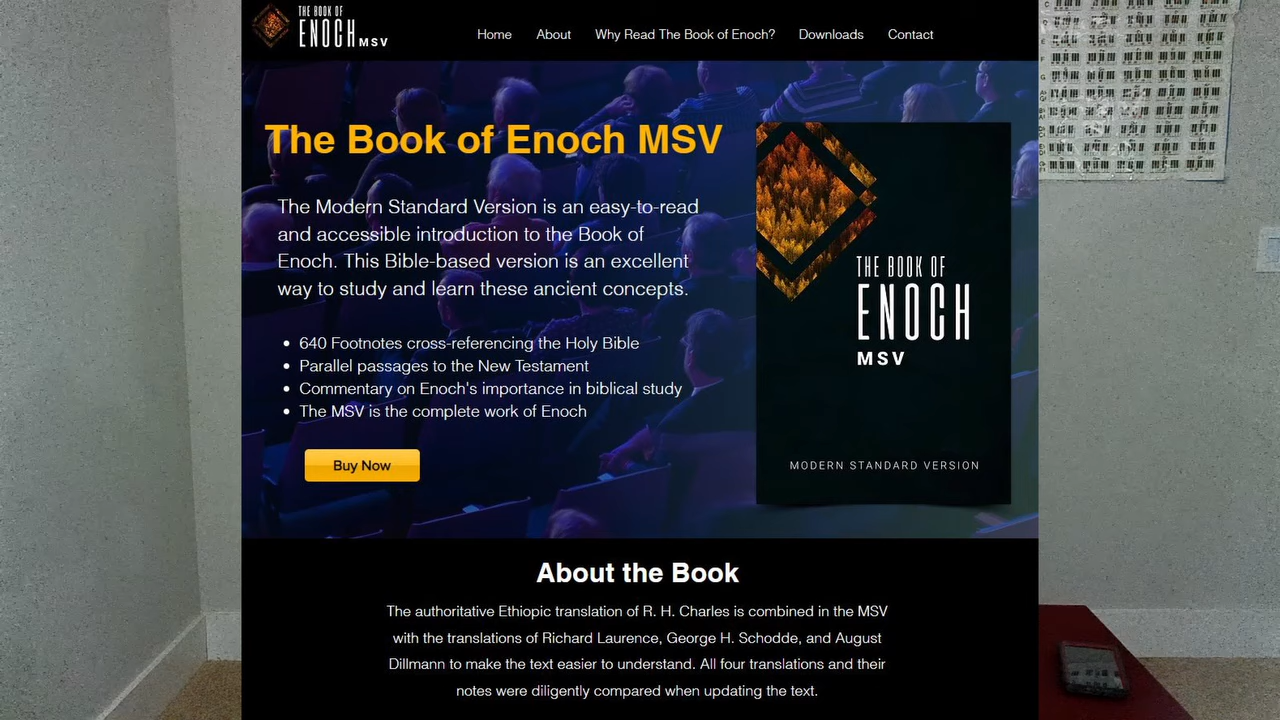 THE BOOK OF
ENOCH MSV
Home About Why Read The Book of Enoch? Downloads Contact
The Book of Enoch MSV
The Modern Standard Version is an easy-to-read
and accessible introduction to the Book of
Enoch. This Bible-based version is an excellent
way to study and learn these ancient concepts.
• 640 Footnotes cross-referencing the Holy Bible
• Parallel passages to the New Testament
• Commentary on Enoch's importance in biblical study
• The MSV is the complete work of Enoch
Buy Now
THE BOOK OF
ENOCH
MSV
MODERN STANDARD VERSION
About the Book
The authoritative Ethiopic translation of R. H. Charles is combined in the MSV
with the translations of Richard Laurence, George H. Schodde, and August
Dillmann to make the text easier to understand. All four translations and their
notes were diligently compared when updating the text.